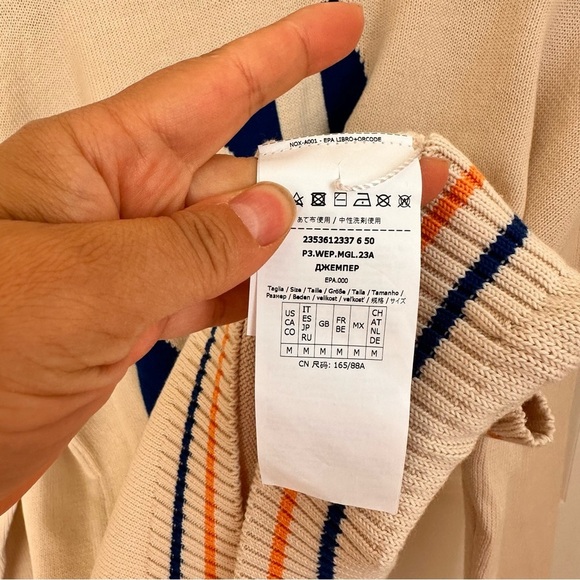 NOX-A001 - EPA LIBRO+QRCODE
あて布使用 / 中性洗剤使用
2353612337 6 50
P3.WEP.MGL.23A
ДЖЕМПЕР
EPA.000
Taglia / Size / Taille / Größe / Talla / Tamanho /
Размер / Beden / velikost / veľkosť / 规格 / サイズ
US CA CO IT ES JP RU GB FR BE MX CH AT NL DE
M M M M M M
CN 尺码: 165/88A